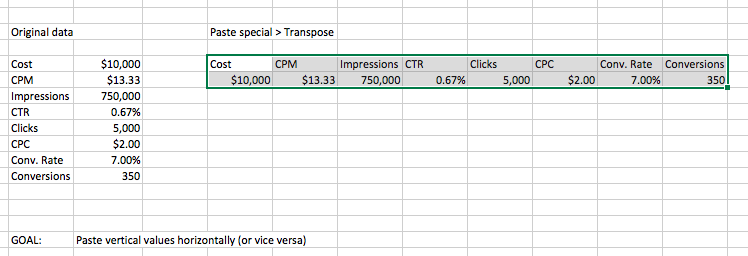 Original data Paste special > Transpose
Cost $10,000 Cost CPM Impressions CTR Clicks CPC Conv. Rate Conversions
CPM $13.33 $10,000 $13.33 750,000 0.67% 5,000 $2.00 7.00% 350
Impressions 750,000
CTR 0.67%
Clicks 5,000
CPC $2.00
Conv. Rate 7.00%
Conversions 350
GOAL: Paste vertical values horizontally (or vice versa)